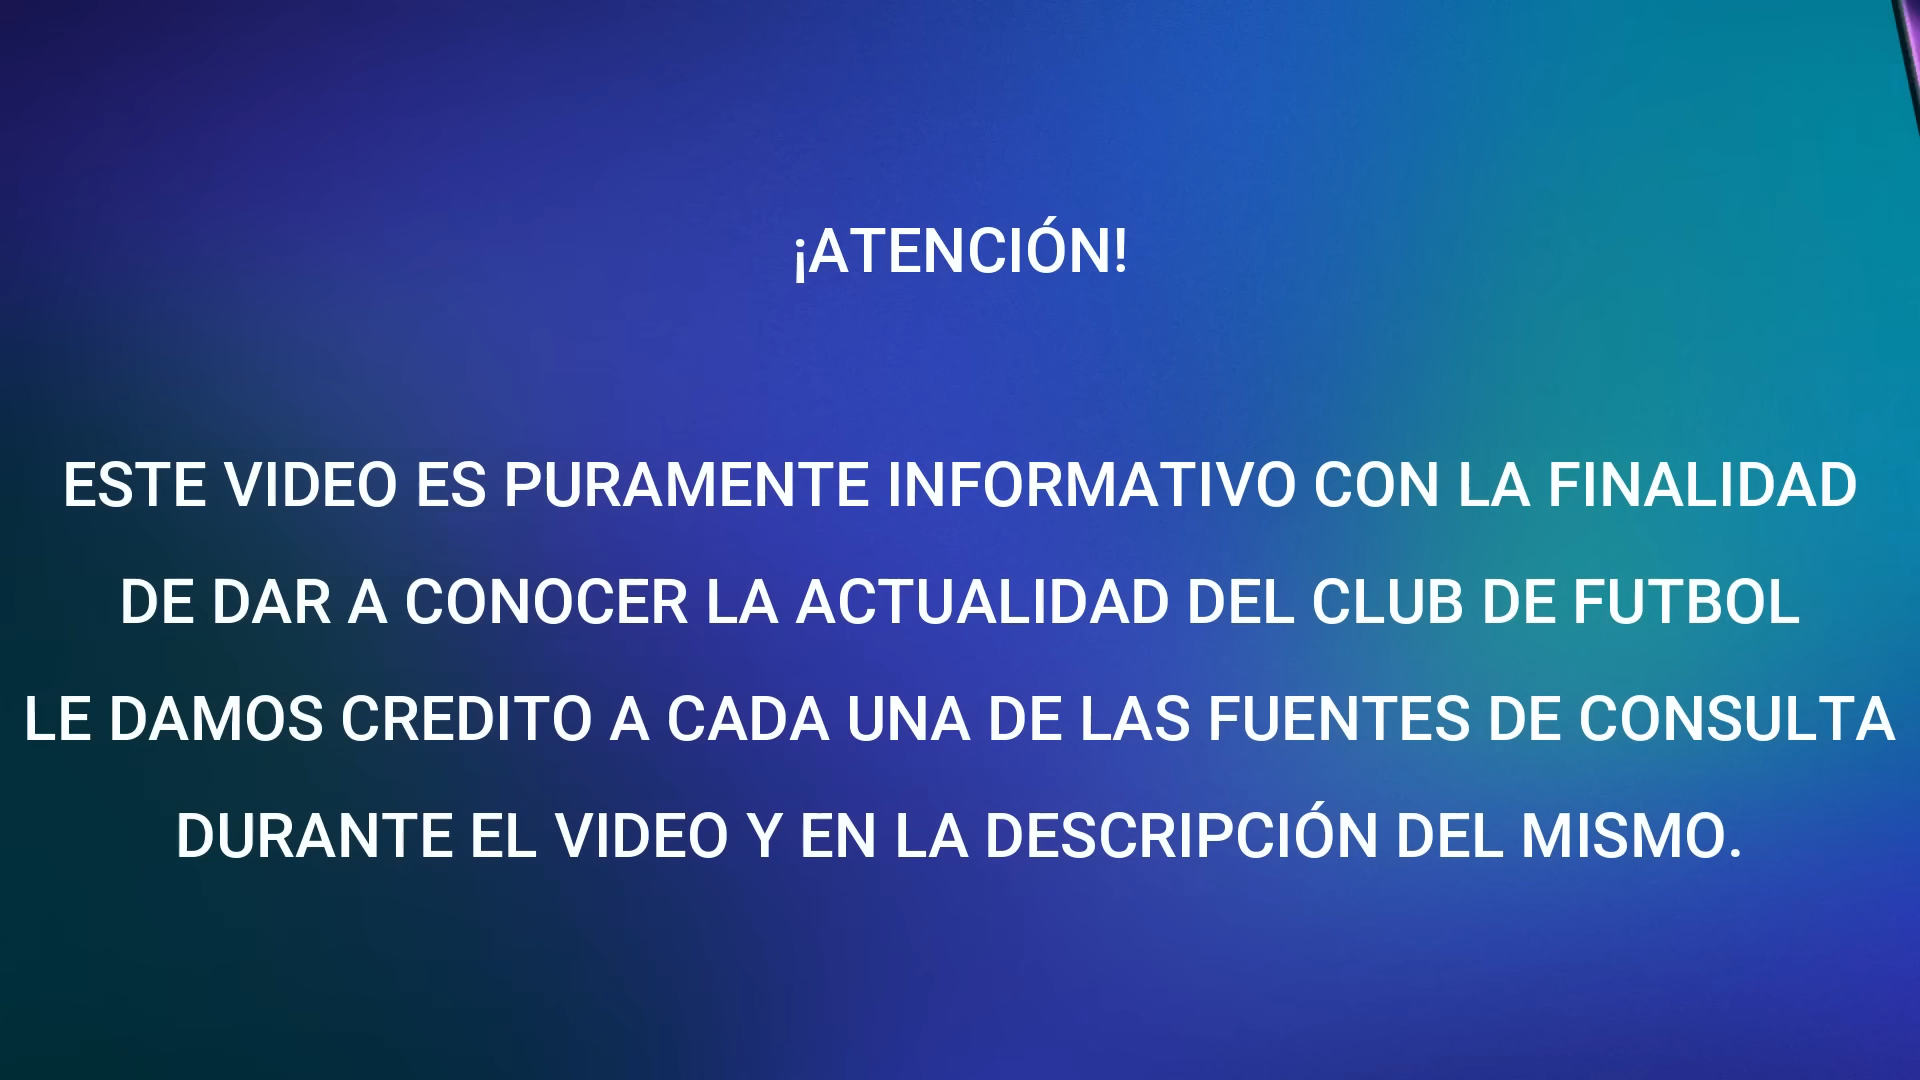 ¡ATENCIÓN!
ESTE VIDEO ES PURAMENTE INFORMATIVO CON LA FINALIDAD
DE DAR A CONOCER LA ACTUALIDAD DEL CLUB DE FUTBOL
LE DAMOS CREDITO A CADA UNA DE LAS FUENTES DE CONSULTA
DURANTE EL VIDEO Y EN LA DESCRIPCIÓN DEL MISMO.